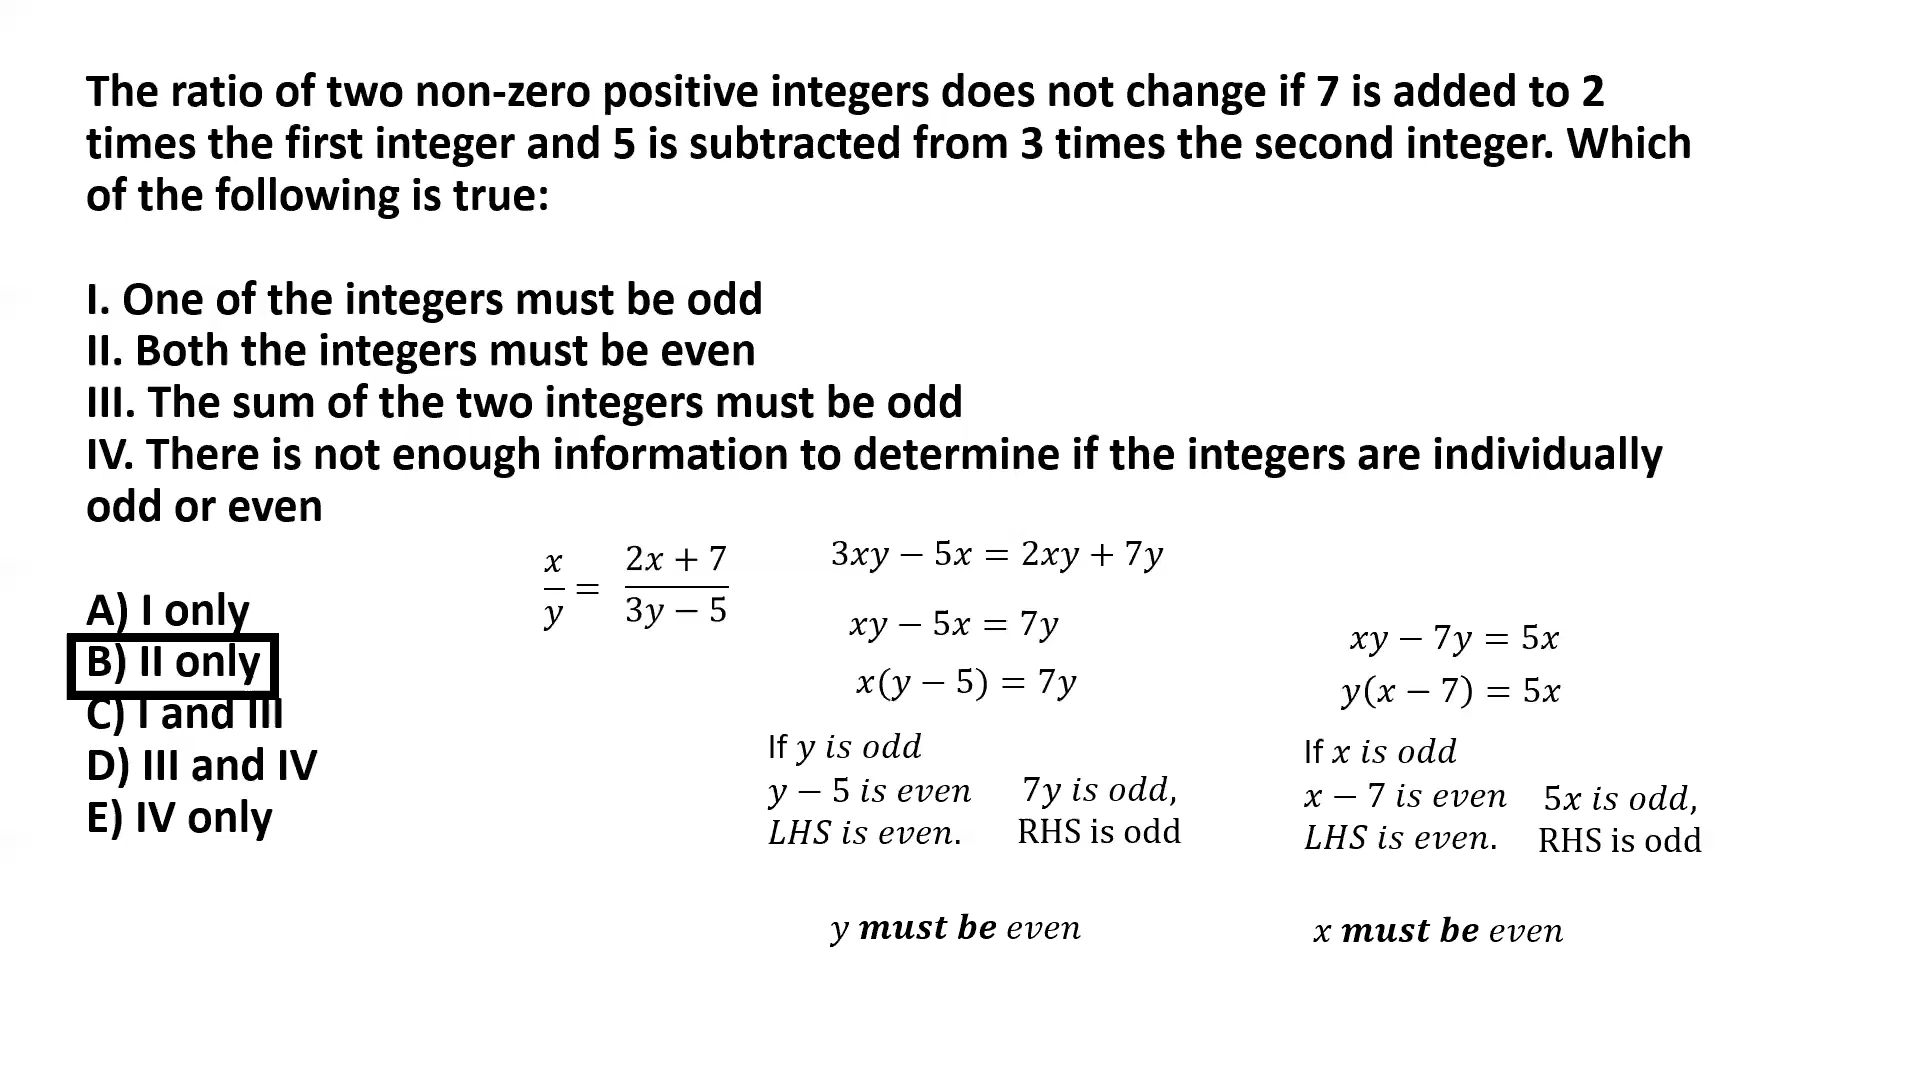 The ratio of two non-zero positive integers does not change if 7 is added to 2
times the first integer and 5 is subtracted from 3 times the second integer. Which
of the following is true:
I. One of the integers must be odd
II. Both the integers must be even
III. The sum of the two integers must be odd
IV. There is not enough information to determine if the integers are individually
odd or even
A) I only
B) II only
C) I and III
D) III and IV
E) IV only
x/y = (2x + 7)/(3y − 5)
3xy − 5x = 2xy + 7y
xy − 5x = 7y
x(y − 5) = 7y
If y is odd
y − 5 is even 7y is odd,
LHS is even. RHS is odd
y must be even
xy − 7y = 5x
y(x − 7) = 5x
If x is odd
x − 7 is even 5x is odd,
LHS is even. RHS is odd
x must be even